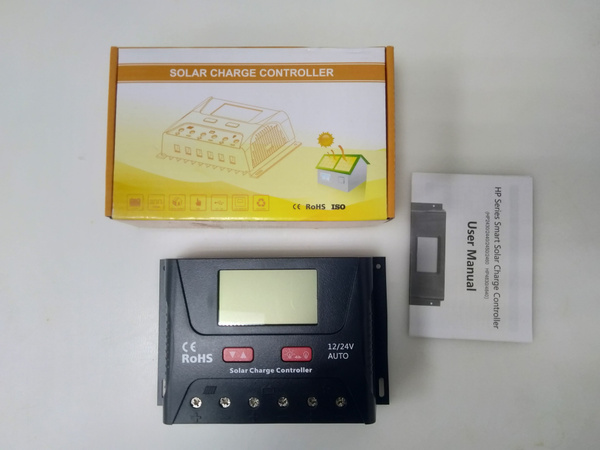 SOLAR CHARGE CONTROLLER
CE RoHS ISO
HP Series Smart Solar Charge Controller
User Manual
CE
RoHS
12/24V
AUTO
Solar Charge Controller